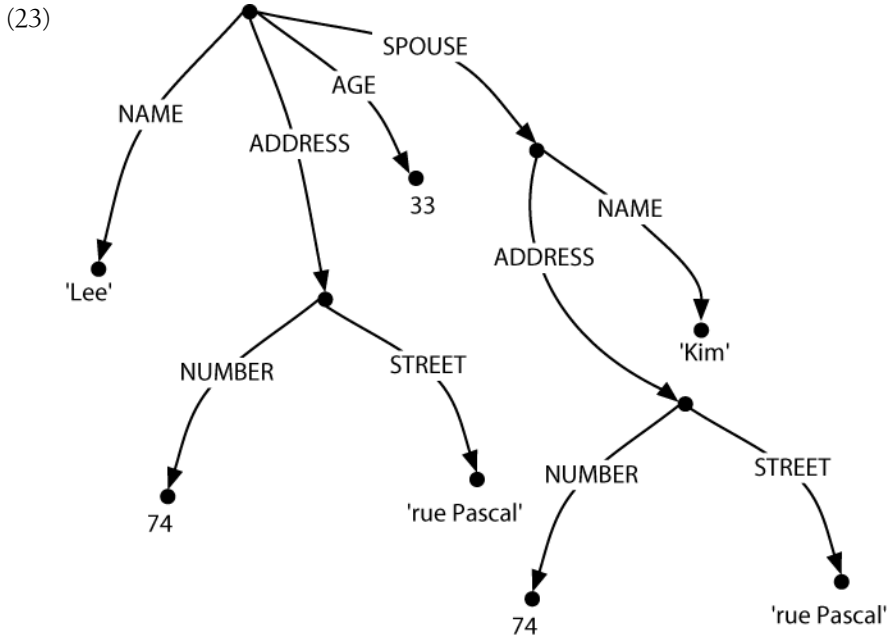 (23)
SPOUSE
AGE
NAME
ADDRESS
33
NAME
ADDRESS
'Lee'
'Kim'
NUMBER
STREET
NUMBER
STREET
74
'rue Pascal'
74
'rue Pascal'